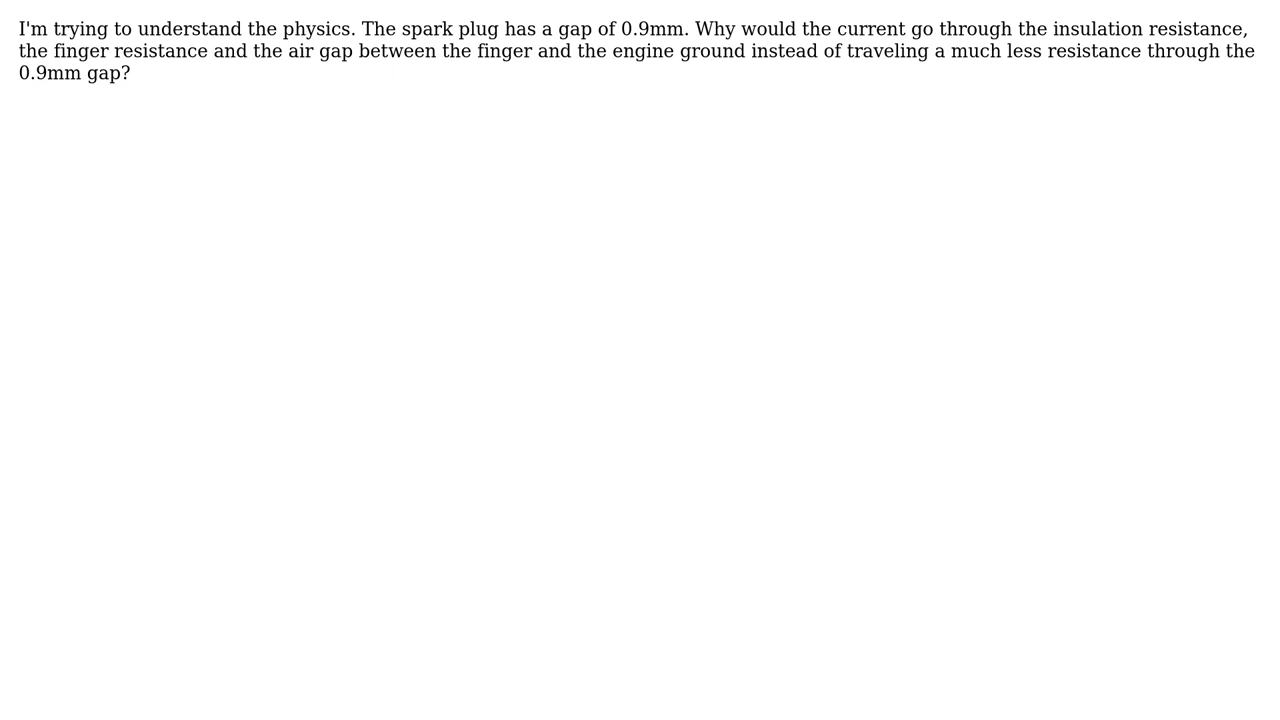 I'm trying to understand the physics. The spark plug has a gap of 0.9mm. Why would the current go through the insulation resistance,
the finger resistance and the air gap between the finger and the engine ground instead of traveling a much less resistance through the
0.9mm gap?